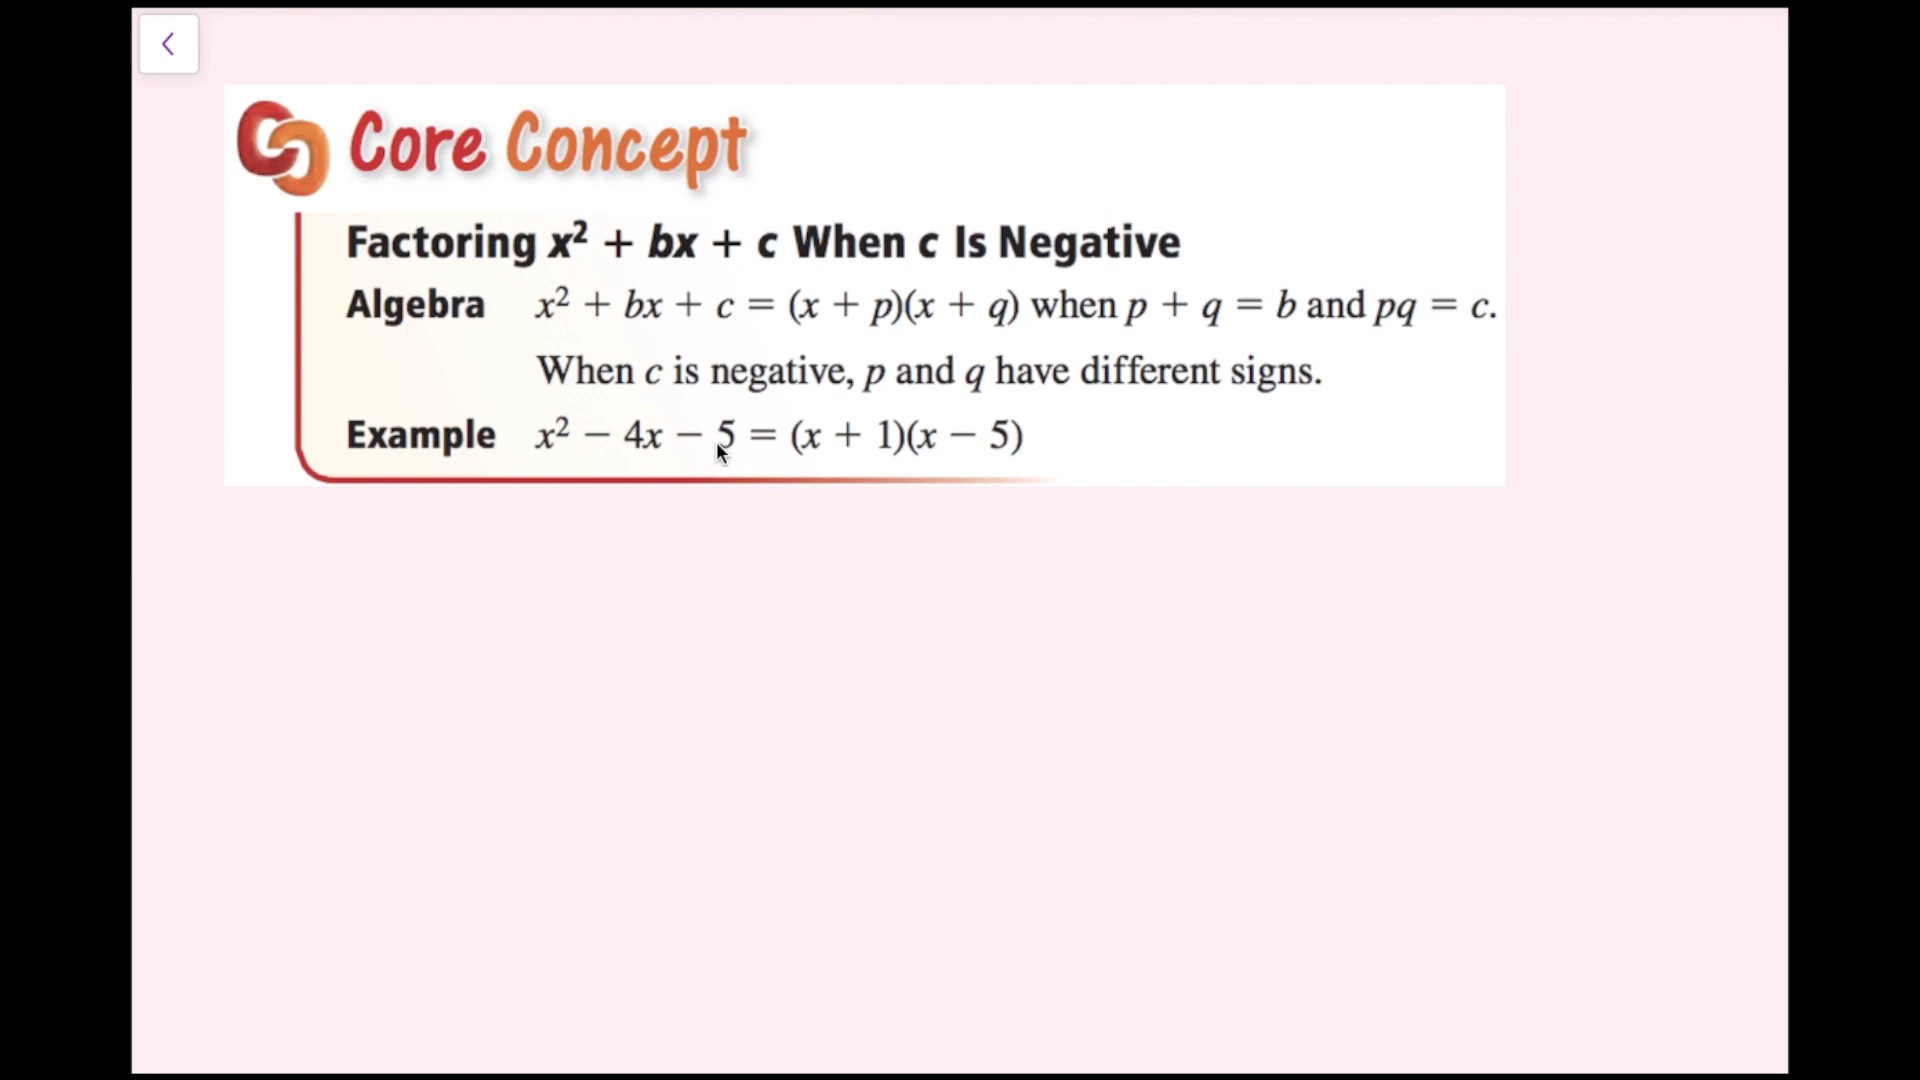 Core Concept
Factoring x² + bx + c When c Is Negative
Algebra x² + bx + c = (x + p)(x + q) when p + q = b and pq = c.
When c is negative, p and q have different signs.
Example x² − 4x − 5 = (x + 1)(x − 5)